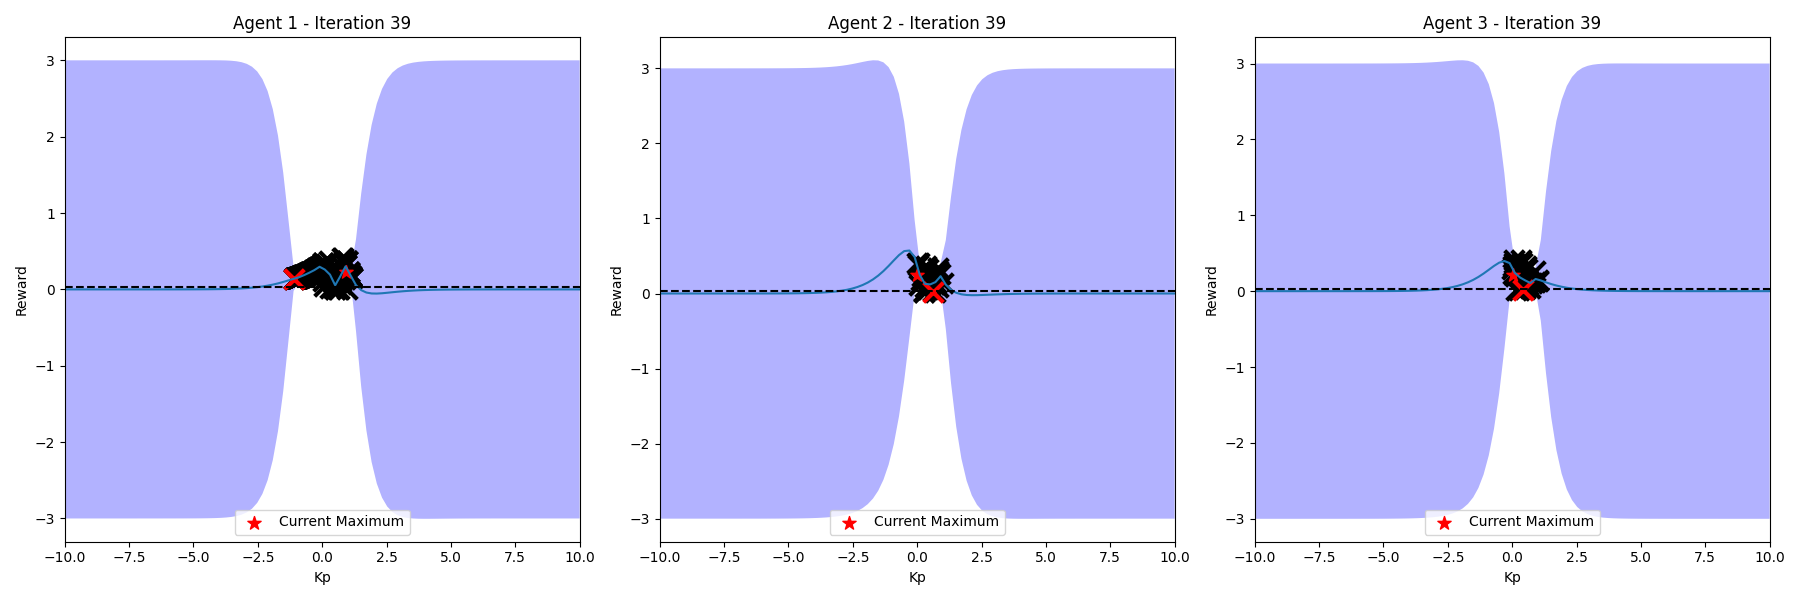 Agent 1 - Iteration 39
Reward
3
2
1
0
−1
−2
−3
−10.0 −7.5 −5.0 −2.5 0.0 2.5 5.0 7.5 10.0
Kp
Current Maximum
Agent 2 - Iteration 39
Reward
3
2
1
0
−1
−2
−3
−10.0 −7.5 −5.0 −2.5 0.0 2.5 5.0 7.5 10.0
Kp
Current Maximum
Agent 3 - Iteration 39
Reward
3
2
1
0
−1
−2
−3
−10.0 −7.5 −5.0 −2.5 0.0 2.5 5.0 7.5 10.0
Kp
Current Maximum